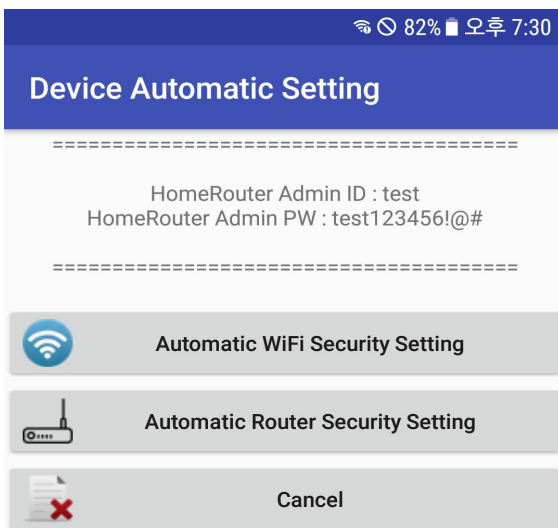 82% 오후 7:30
Device Automatic Setting
=======================================
HomeRouter Admin ID : test
HomeRouter Admin PW : test123456!@#
=======================================
Automatic WiFi Security Setting
Automatic Router Security Setting
Cancel